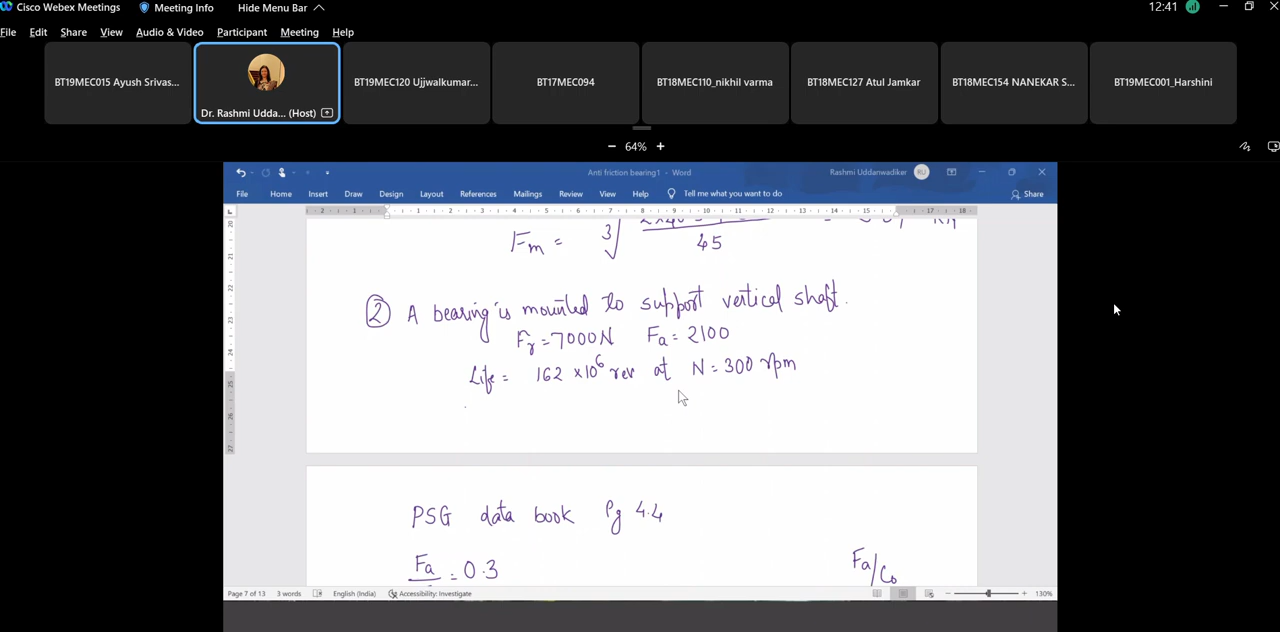 Cisco Webex Meetings Meeting Info Hide Menu Bar 12:41
File Edit Share View Audio & Video Participant Meeting Help
BT19MEC015 Ayush Srivas... BT19MEC120 Ujjwalkumar... BT17MEC094 BT18MEC110_nikhil varma BT18MEC127 Atul Jamkar BT18MEC154 NANEKAR S... BT19MEC001_Harshini
Dr. Rashmi Udda... (Host)
64%
Anti friction bearing1 - Word Rashmi Uddanwadiker RU
File Home Insert Draw Design Layout References Mailings Review View Help Tell me what you want to do Share
Fm = 3√
45
② A bearing is mounted to support vertical shaft.
Fr = 7000N Fa = 2100
Life = 162 ×10⁶ rev at N = 300 rpm
PSG data book Pg 4.4
Fa = 0.3 Fa/Co
Page 7 of 13 3 words English (India) Accessibility: Investigate 130%